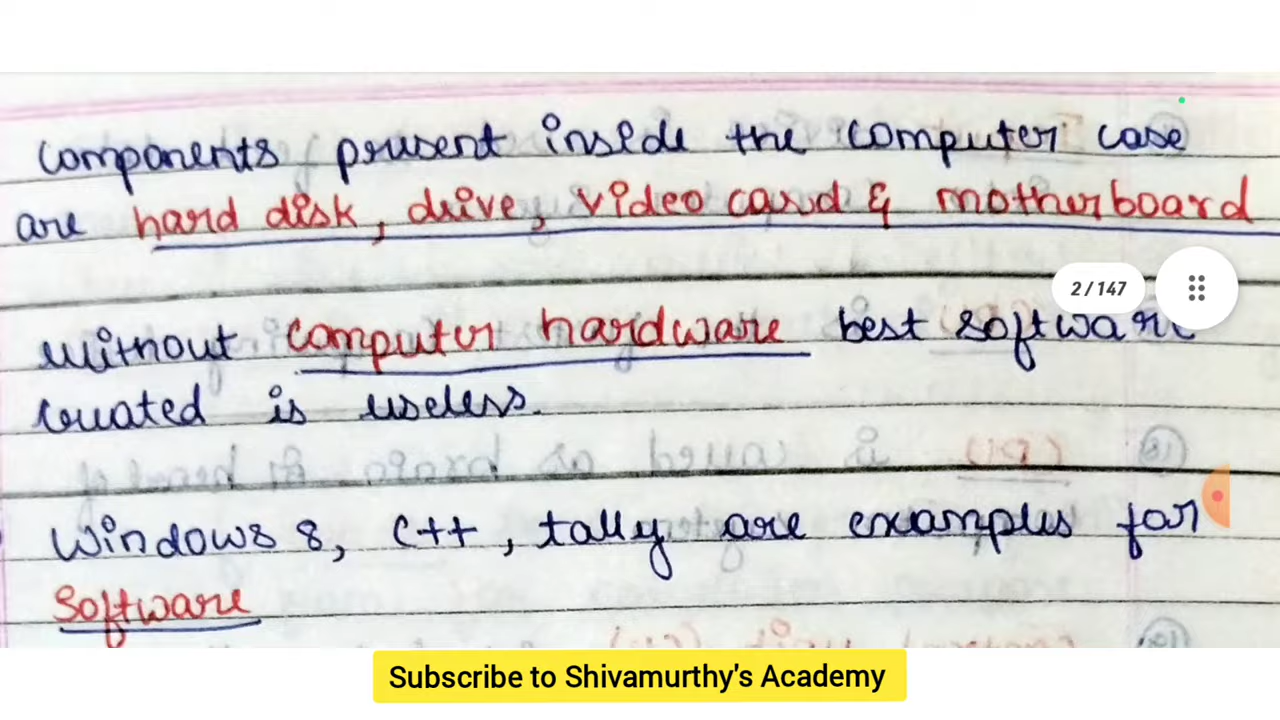 components present inside the computer case
are hard disk, drive, video card & motherboard
2 / 147
without computer hardware best software
created is useless.
Windows 8, C++, tally are examples for
Software
Subscribe to Shivamurthy's Academy